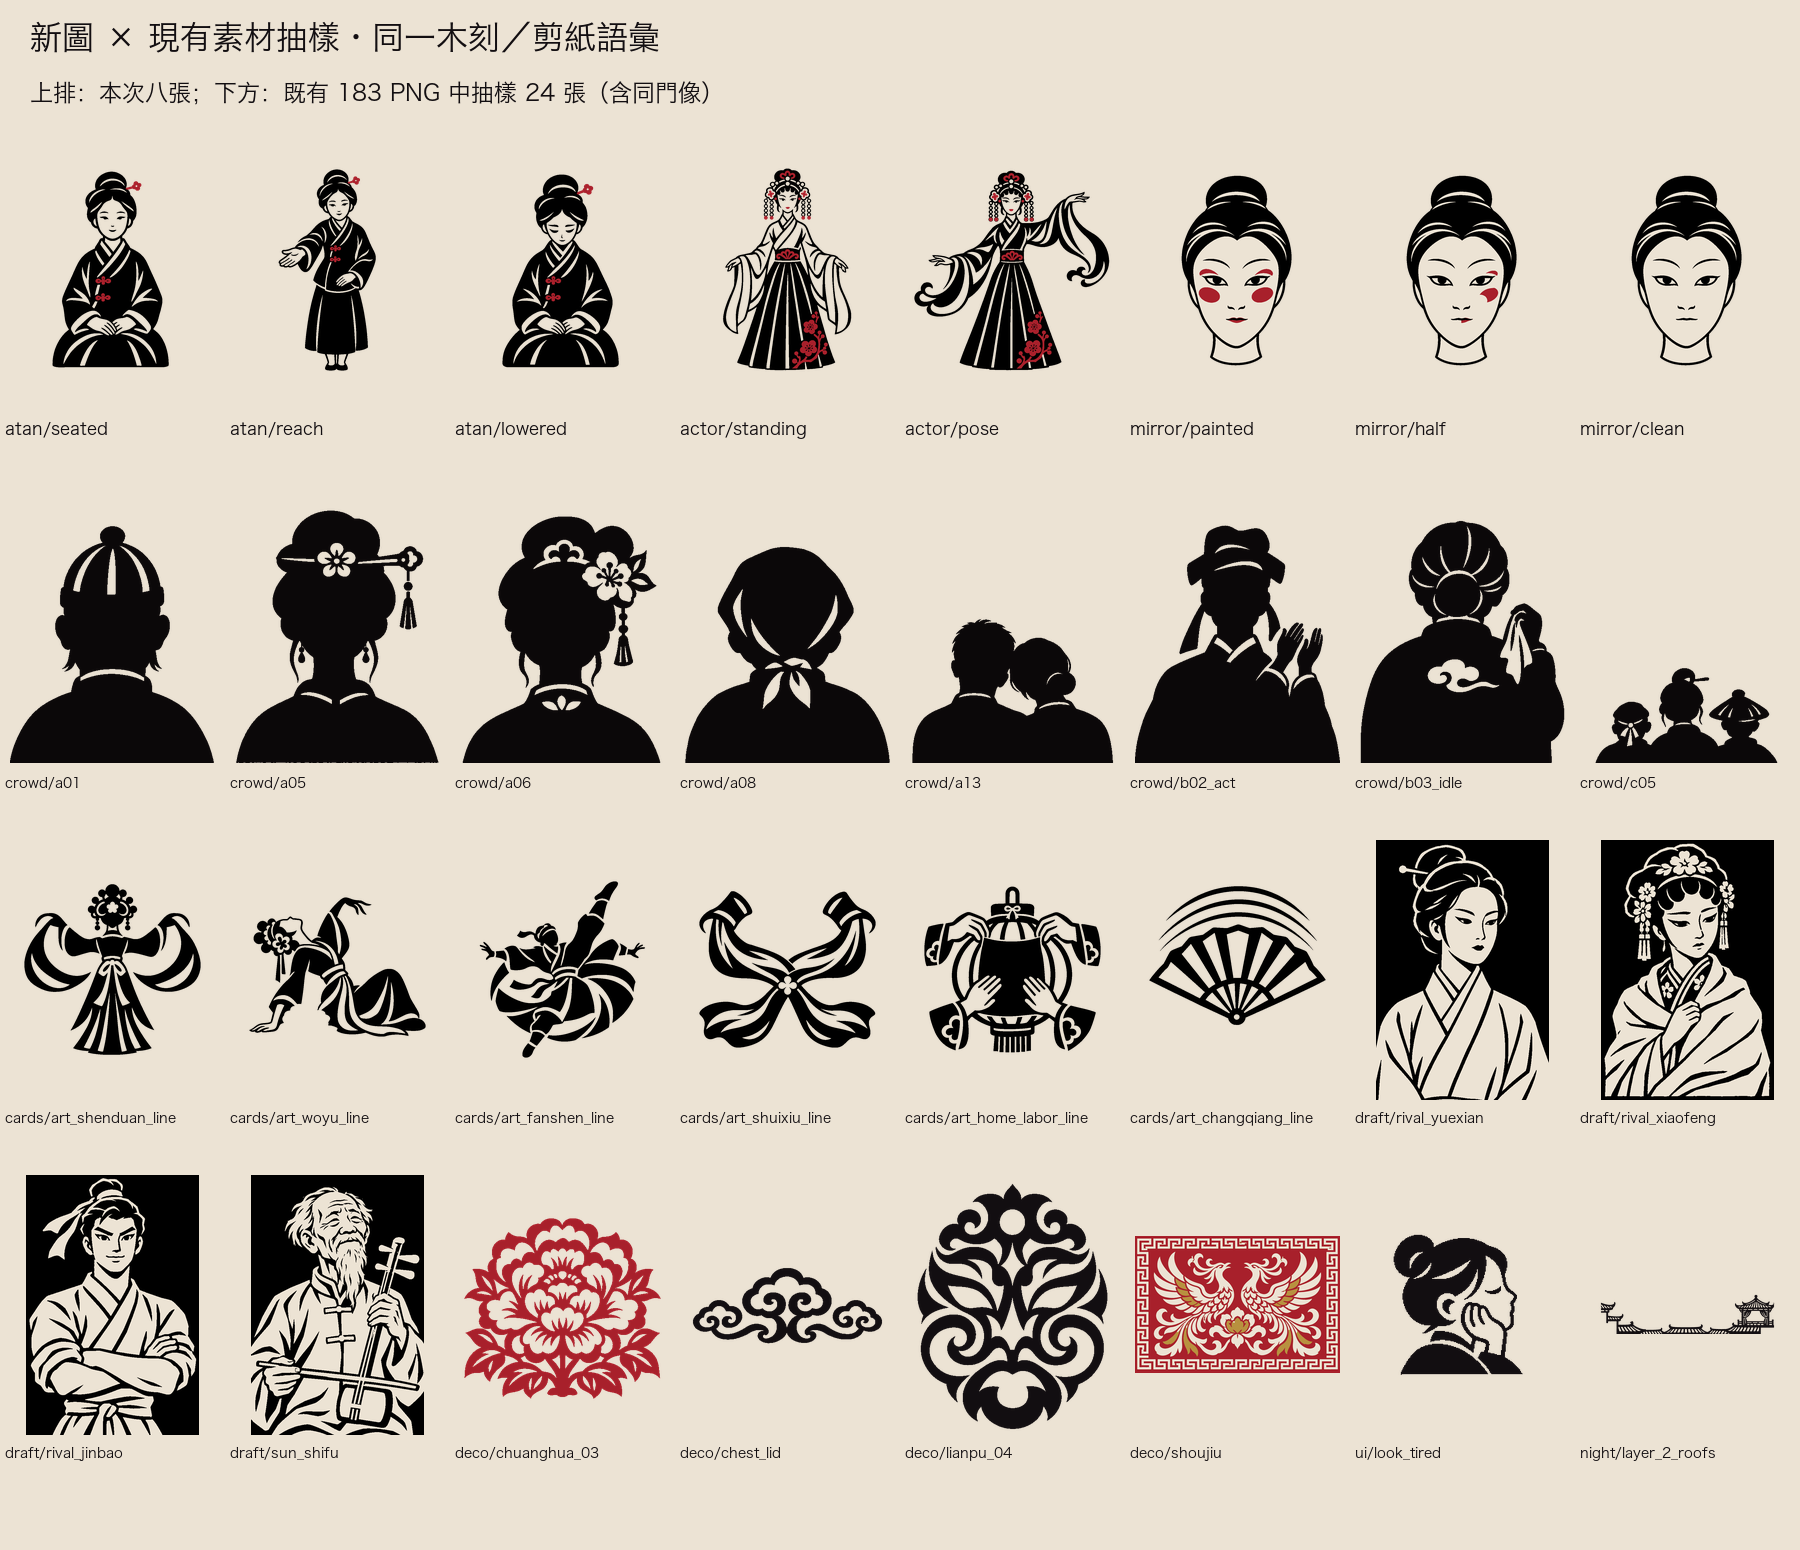 新圖 × 現有素材抽樣・同一木刻／剪紙語彙
上排：本次八張；下方：既有 183 PNG 中抽樣 24 張（含同門像）
atan/seated
atan/reach
atan/lowered
actor/standing
actor/pose
mirror/painted
mirror/half
mirror/clean
crowd/a01
crowd/a05
crowd/a06
crowd/a08
crowd/a13
crowd/b02_act
crowd/b03_idle
crowd/c05
cards/art_shenduan_line
cards/art_woyu_line
cards/art_fanshen_line
cards/art_shuixiu_line
cards/art_home_labor_line
cards/art_changqiang_line
draft/rival_yuexian
draft/rival_xiaofeng
draft/rival_jinbao
draft/sun_shifu
deco/chuanghua_03
deco/chest_lid
deco/lianpu_04
deco/shoujiu
ui/look_tired
night/layer_2_roofs